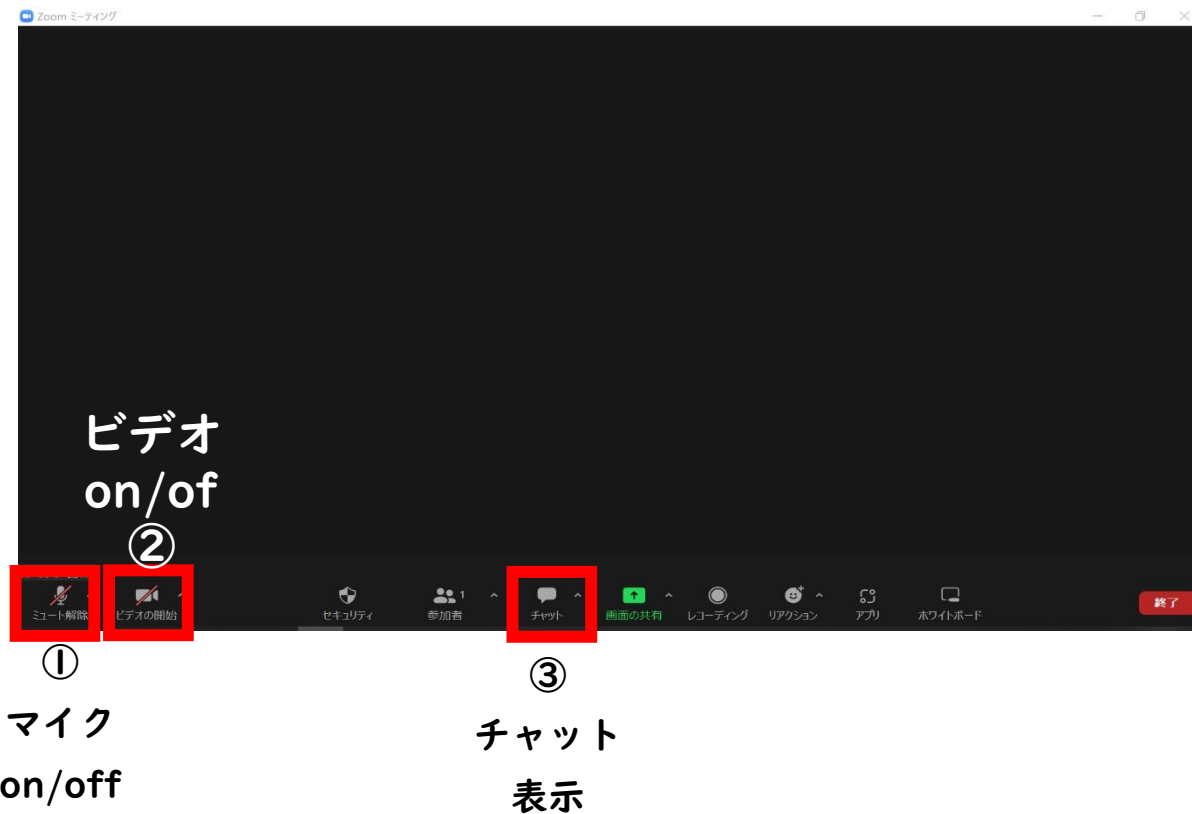 Zoom ミーティング
ビデオ
on/of
②
ミュート解除
ビデオの開始
セキュリティ
1
参加者
チャット
画面の共有
レコーディング
リアクション
アプリ
ホワイトボード
終了
①
マイク
on/off
③
チャット
表示